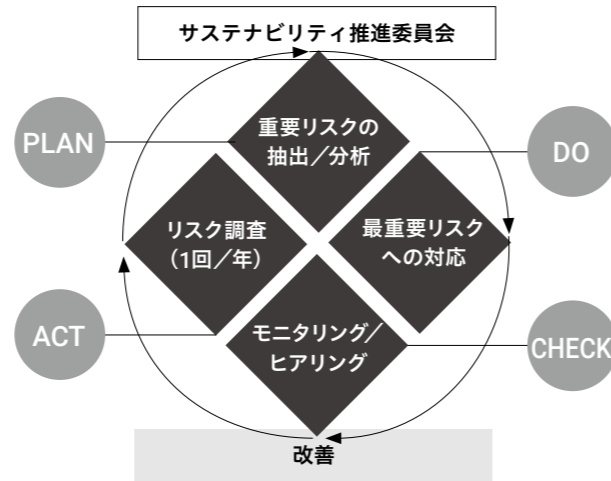 サステナビリティ推進委員会
PLAN
重要リスクの
抽出／分析
DO
リスク調査
（1回／年）
最重要リスク
への対応
ACT
モニタリング／
ヒアリング
CHECK
改善